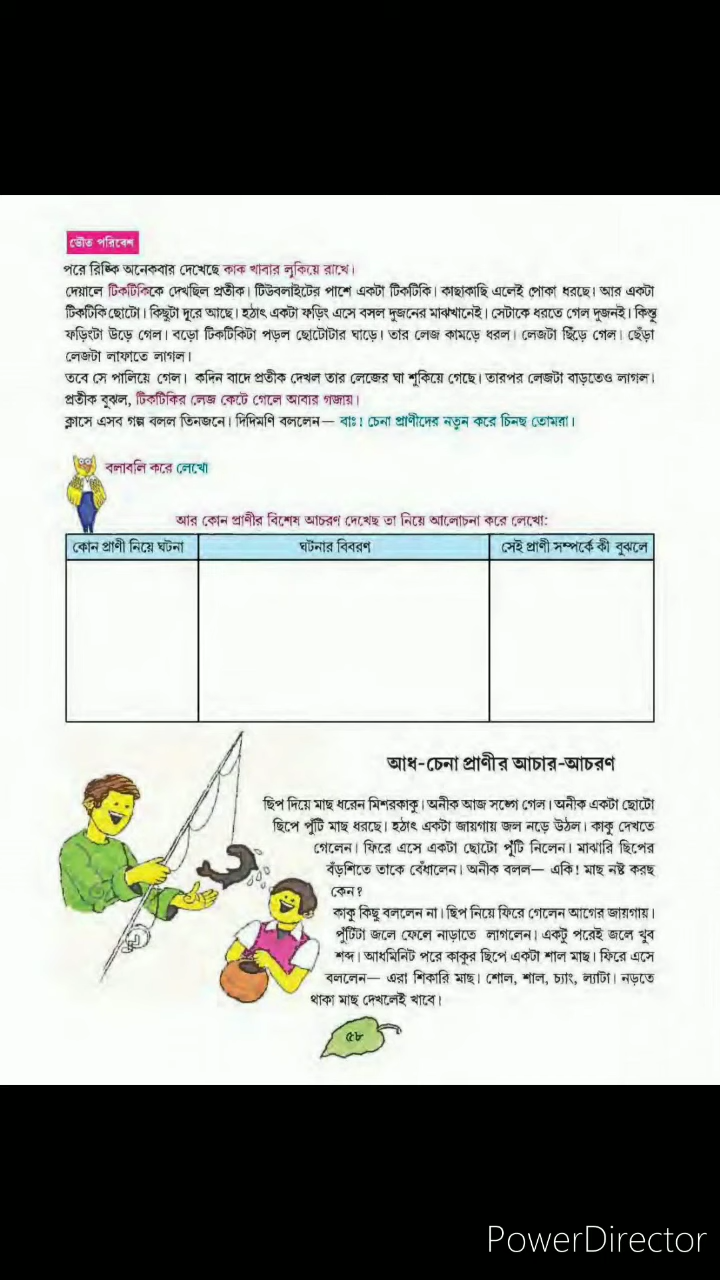 ভৌত পরিবেশ
পরে রিঙ্কি অনেকবার দেখেছে কাক খাবার লুকিয়ে রাখে।
দেয়ালে টিকটিকিকে দেখছিল প্রতীক। টিউবলাইটের পাশে একটা টিকটিকি। কাছাকাছি এলেই পোকা ধরছে। আর একটা
টিকটিকি ছোটো। কিছুটা দূরে আছে। হঠাৎ একটা ফড়িং এসে বসল দুজনের মাঝখানেই। সেটাকে ধরতে গেল দুজনই। কিন্তু
ফড়িংটা উড়ে গেল। বড়ো টিকটিকিটা পড়ল ছোটোটার ঘাড়ে। তার লেজ কামড়ে ধরল। লেজটা ছিঁড়ে গেল। ছেঁড়া
লেজটা লাফাতে লাগল।
তবে সে পালিয়ে গেল। কদিন বাদে প্রতীক দেখল তার লেজের ঘা শুকিয়ে গেছে। তারপর লেজটা বাড়তেও লাগল।
প্রতীক বুঝল, টিকটিকির লেজ কেটে গেলে আবার গজায়।
ক্লাসে এসব গল্প বলল তিনজনে। দিদিমণি বললেন— বাঃ! চেনা প্রাণীদের নতুন করে চিনছ তোমরা।
বলাবলি করে লেখো
আর কোন প্রাণীর বিশেষ আচরণ দেখেছ তা নিয়ে আলোচনা করে লেখো:
কোন প্রাণী নিয়ে ঘটনা ঘটনার বিবরণ সেই প্রাণী সম্পর্কে কী বুঝলে
আধ-চেনা প্রাণীর আচার-আচরণ
ছিপ দিয়ে মাছ ধরেন মিশরকাকু। অনীক আজ সঙ্গে গেল। অনীক একটা ছোটো
ছিপে পুঁটি মাছ ধরছে। হঠাৎ একটা জায়গায় জল নড়ে উঠল। কাকু দেখতে
গেলেন। ফিরে এসে একটা ছোটো পুঁটি নিলেন। মাঝারি ছিপের
বঁড়শিতে তাকে বেঁধালেন। অনীক বলল— একি! মাছ নষ্ট করছ
কেন?
কাকু কিছু বললেন না। ছিপ নিয়ে ফিরে গেলেন আগের জায়গায়।
পুঁটিটা জলে ফেলে নাড়াতে লাগলেন। একটু পরেই জলে খুব
শব্দ। আধমিনিট পরে কাকুর ছিপে একটা শাল মাছ। ফিরে এসে
বললেন— এরা শিকারি মাছ। শোল, শাল, চ্যাং, ল্যাটা। নড়তে
থাকা মাছ দেখলেই খাবে।
৫৮
PowerDirector